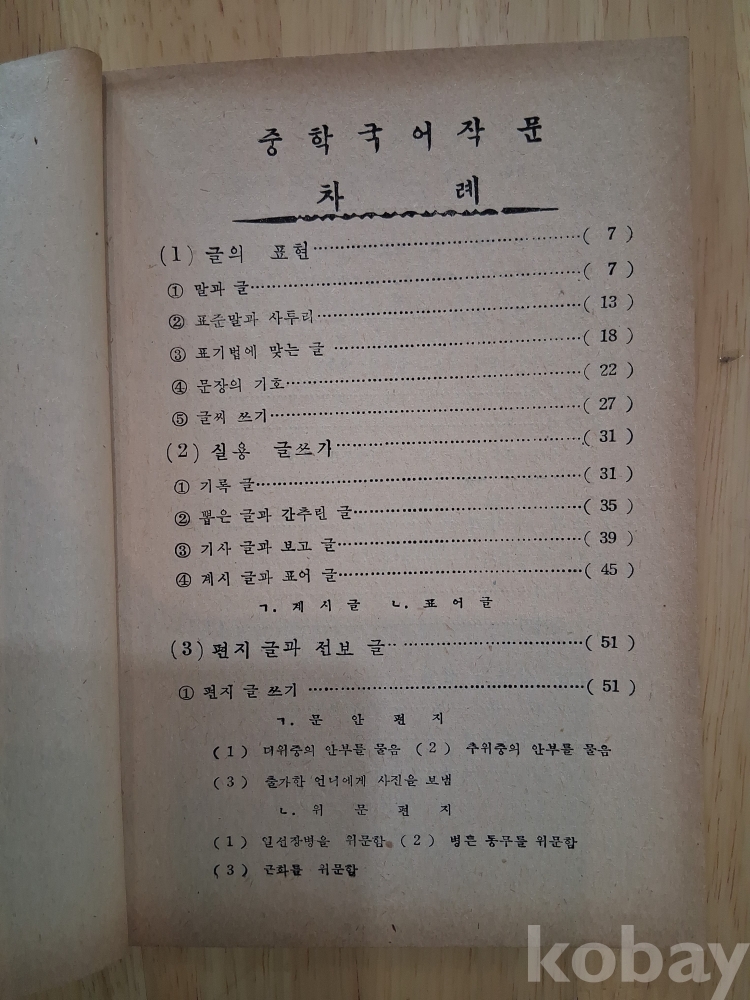 중학국어작문
차 례
(1) 글의 표현 ················ ( 7 )
① 말과 글 ················ ( 7 )
② 표준말과 사투리 ················ ( 13 )
③ 표기법에 맞는 글 ················ ( 18 )
④ 문장의 기호 ················ ( 22 )
⑤ 글씨 쓰기 ················ ( 27 )
(2) 실용 글쓰기 ················ ( 31 )
① 기록 글 ················ ( 31 )
② 뽑은 글과 간추린 글 ················ ( 35 )
③ 기사 글과 보고 글 ················ ( 39 )
④ 계시 글과 표어 글 ················ ( 45 )
ㄱ. 게시글 ㄴ. 표어글
(3) 편지 글과 전보 글 ················ ( 51 )
① 편지 글 쓰기 ················ ( 51 )
ㄱ. 문 안 편 지
(1) 더위중의 안부를 물음 (2) 추위중의 안부를 물음
(3) 출가한 언니에게 사진을 보냄
ㄴ. 위 문 편 지
(1) 일선장병을 위문함 (2) 병든 동무를 위문함
(3) 근화를 위문함
kobay